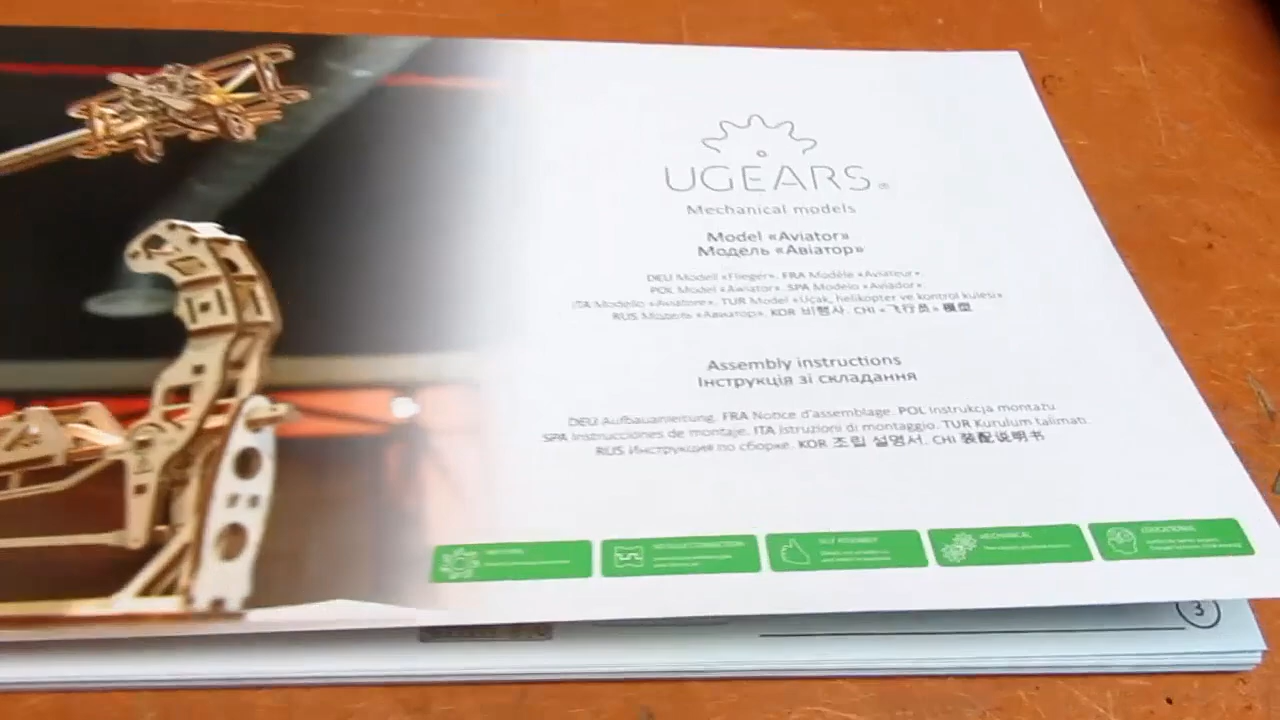 UGEARS®
Mechanical models
Model «Aviator»
Модель «Авіатор»
DEU Modell «Flieger». FRA Modèle «Aviateur».
POL Model «Awiator». SPA Modelo «Aviador».
ITA Modello «Aviatore». TUR Model «Uçak, helikopter ve kontrol kulesi»
RUS Модель «Авиатор». KOR 비행사. CHI «飞行员» 模型
Assembly instructions
Інструкція зі складання
DEU Aufbauanleitung. FRA Notice d'assemblage. POL Instrukcja montażu
SPA Instrucciones de montaje. ITA Istruzioni di montaggio. TUR Kurulum talimatı.
RUS Инструкция по сборке. KOR 조립 설명서. CHI 装配说明书
SELF ASSEMBLY
MECHANICAL
EDUCATIONAL
3